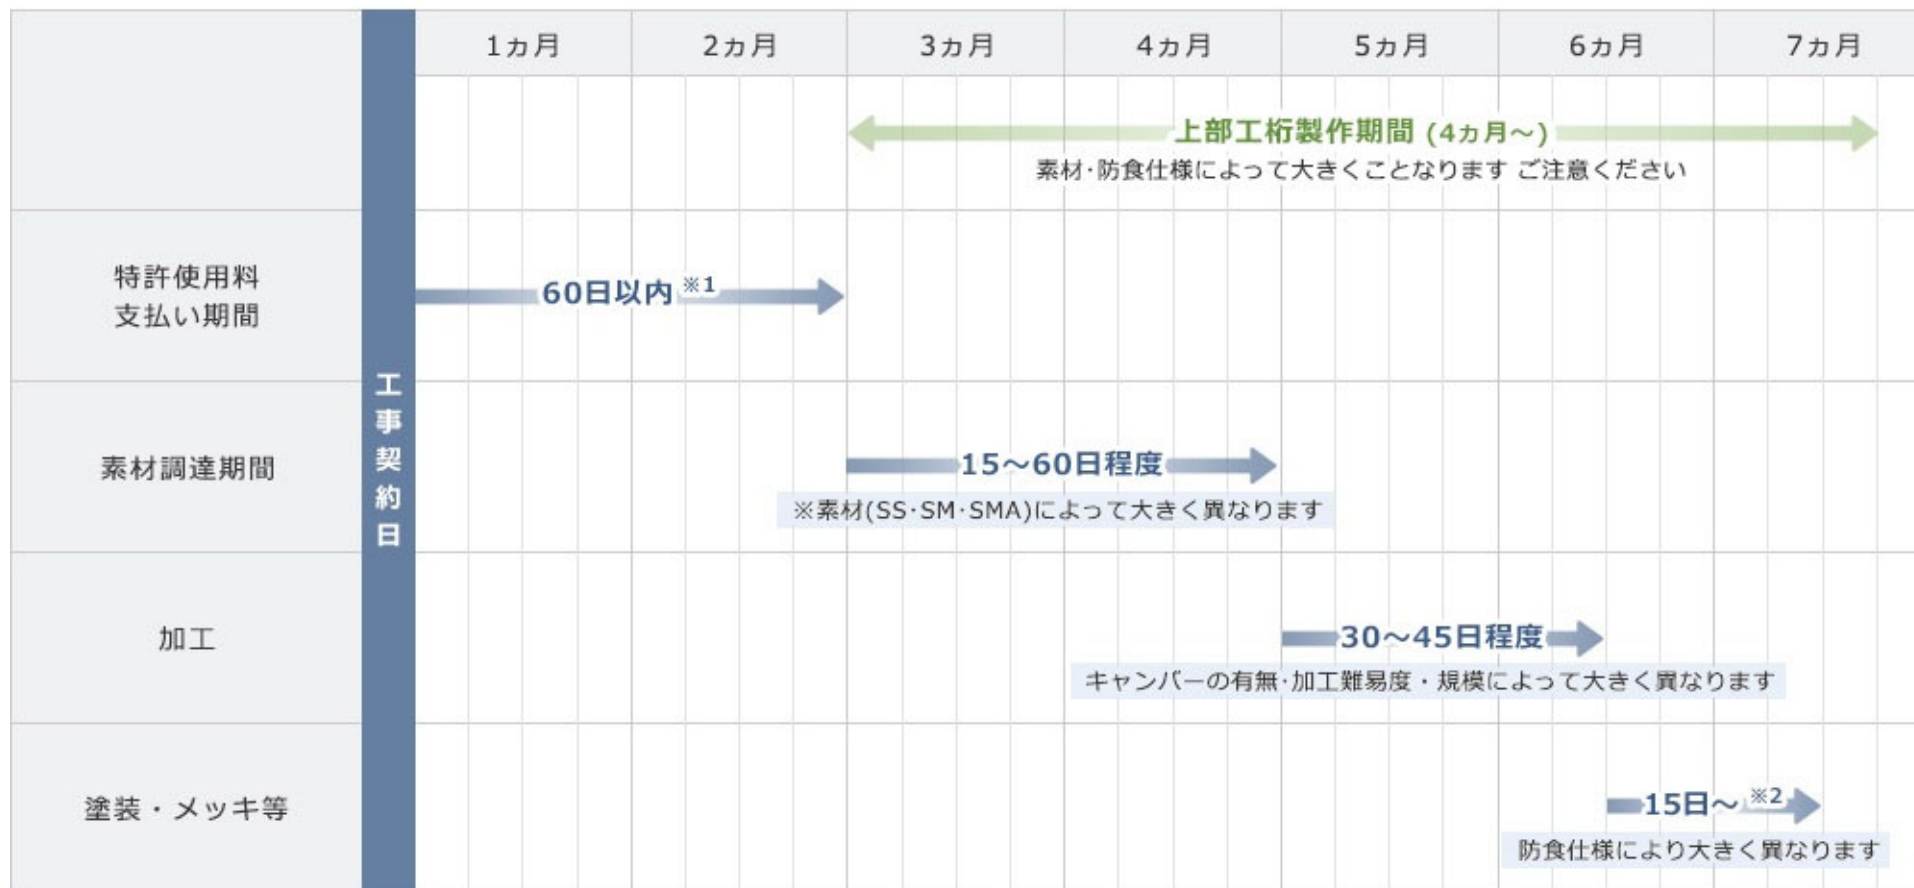 1ヵ月 2ヵ月 3ヵ月 4ヵ月 5ヵ月 6ヵ月 7ヵ月
上部工桁製作期間 (4ヵ月～)
素材･防食仕様によって大きくことなります ご注意ください
工事契約日
特許使用料
支払い期間
60日以内 ※1
素材調達期間
15～60日程度
※素材(SS･SM･SMA)によって大きく異なります
加工
30～45日程度
キャンバーの有無･加工難易度・規模によって大きく異なります
塗装・メッキ等
15日～ ※2
防食仕様により大きく異なります